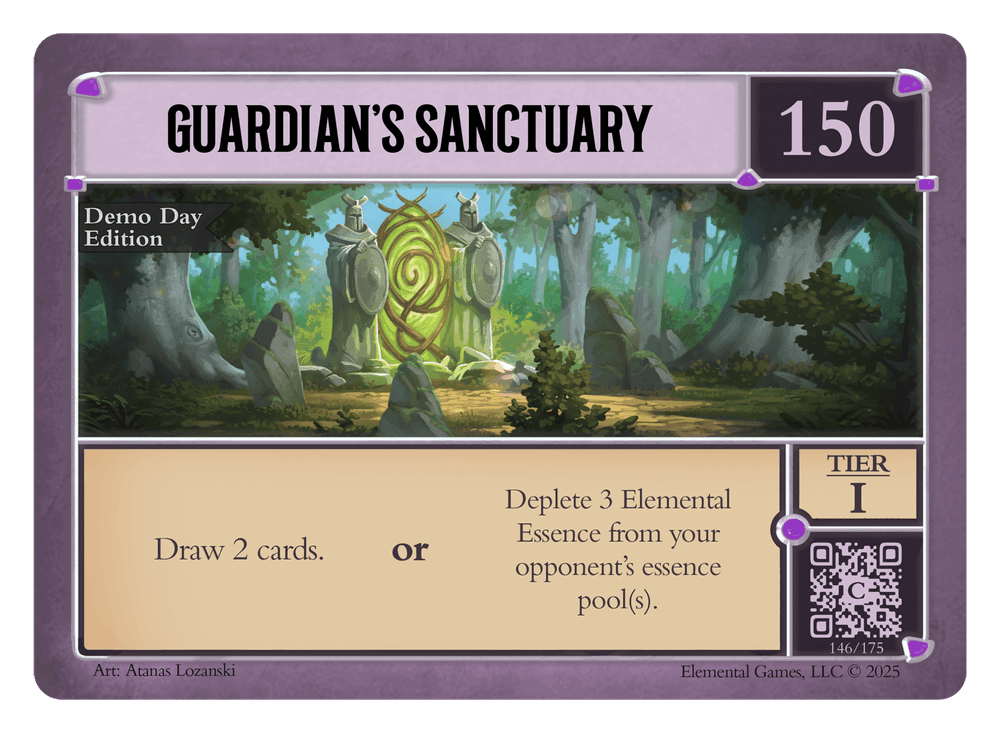 GUARDIAN'S SANCTUARY
150
Demo Day
Edition
Draw 2 cards.
or
Deplete 3 Elemental
Essence from your
opponent's essence
pool(s).
TIER
I
C
146/175
Art: Atanas Lozanski
Elemental Games, LLC © 2025